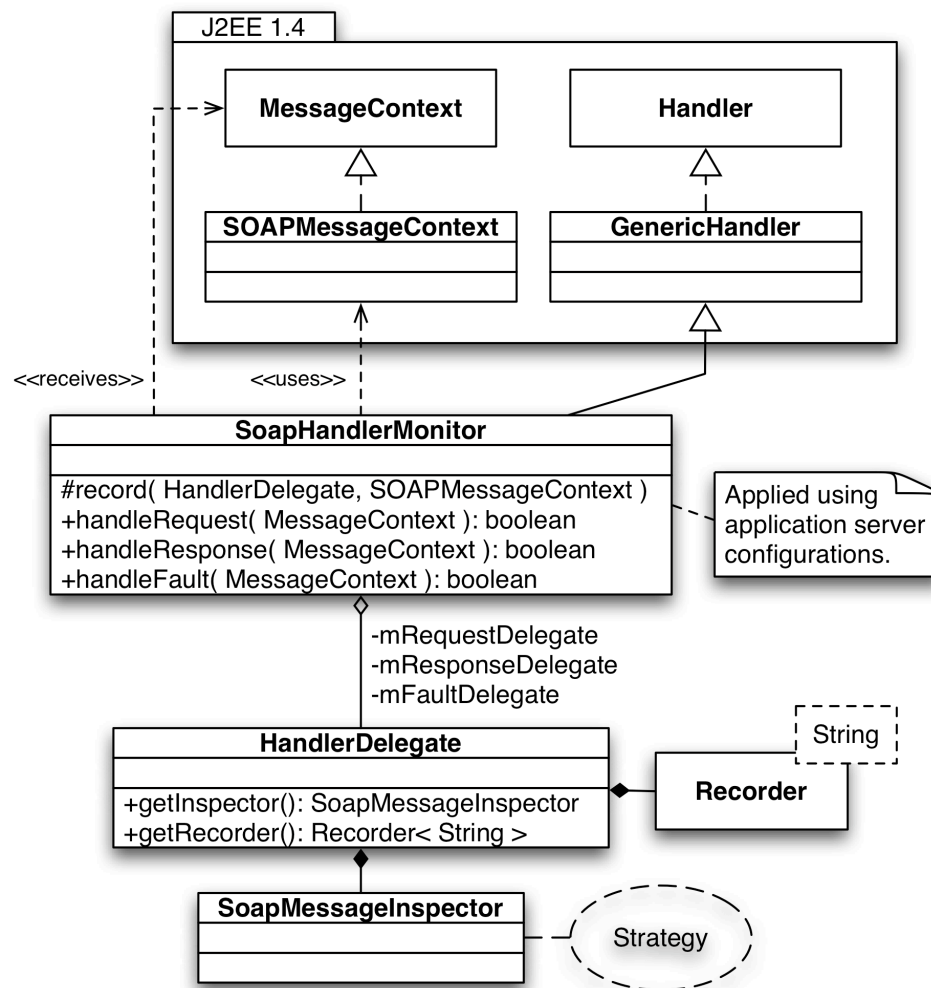 J2EE 1.4
MessageContext
Handler
SOAPMessageContext
GenericHandler
<<receives>>
<<uses>>
SoapHandlerMonitor
#record( HandlerDelegate, SOAPMessageContext )
+handleRequest( MessageContext ): boolean
+handleResponse( MessageContext ): boolean
+handleFault( MessageContext ): boolean
Applied using
application server
configurations.
-mRequestDelegate
-mResponseDelegate
-mFaultDelegate
HandlerDelegate
+getInspector(): SoapMessageInspector
+getRecorder(): Recorder< String >
String
Recorder
SoapMessageInspector
Strategy